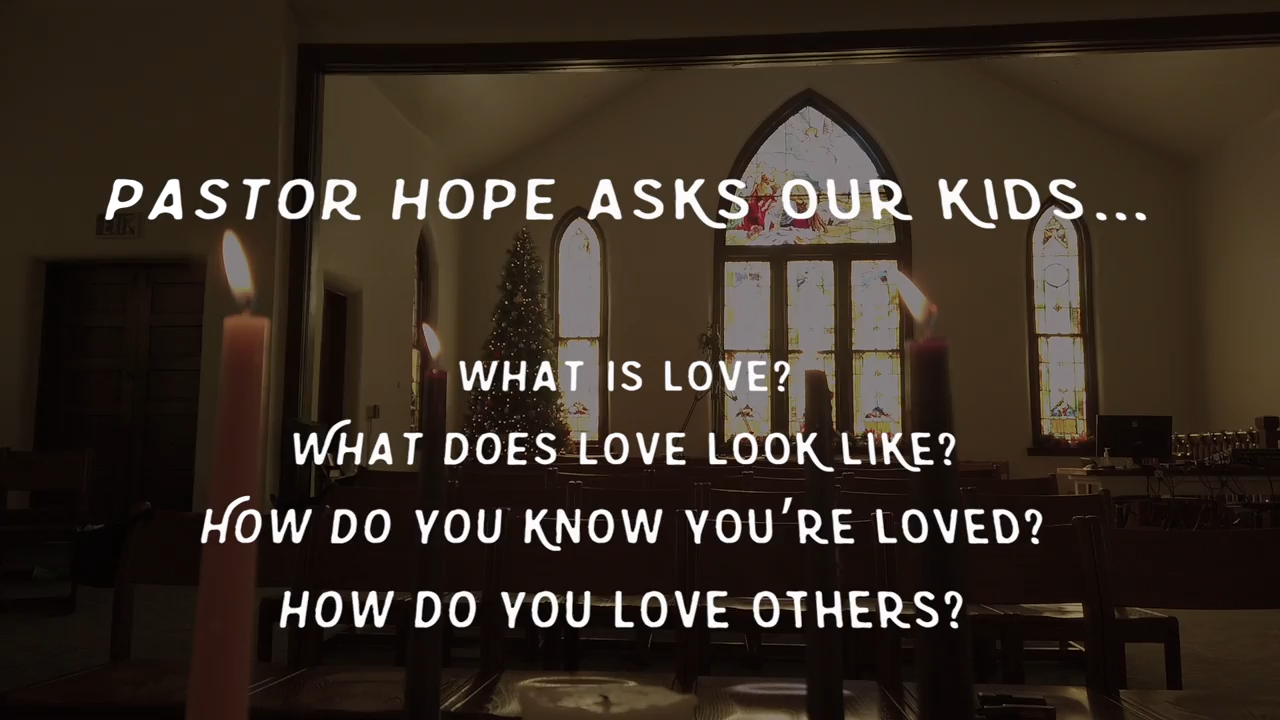 PASTOR HOPE ASKS OUR KIDS...
WHAT IS LOVE?
WHAT DOES LOVE LOOK LIKE?
HOW DO YOU KNOW YOU'RE LOVED?
HOW DO YOU LOVE OTHERS?